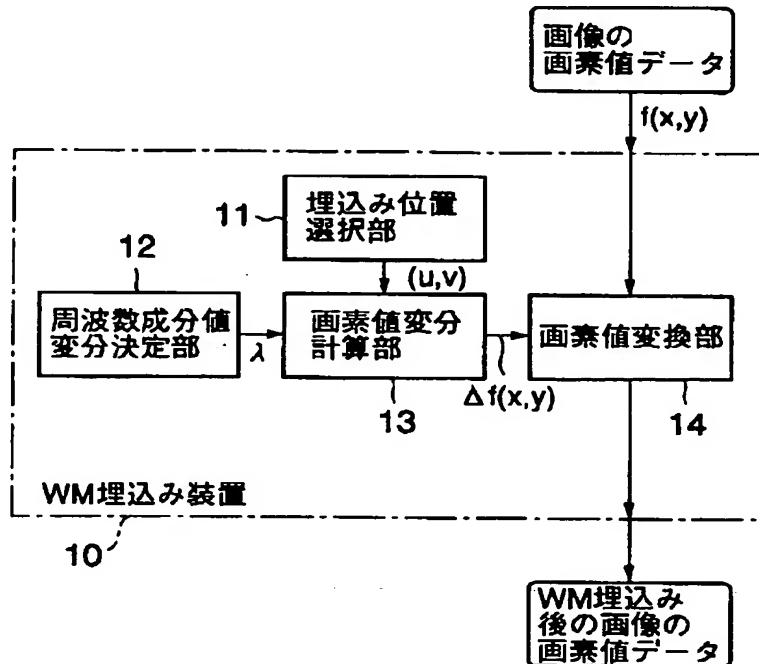 画像の
画素値データ
f(x,y)
11
埋込み位置
選択部
12
(u,v)
周波数成分値
変分決定部
λ
画素値変分
計算部
Δf(x,y)
画素値変換部
13
14
WM埋込み装置
10
WM埋込み
後の画像の
画素値データ